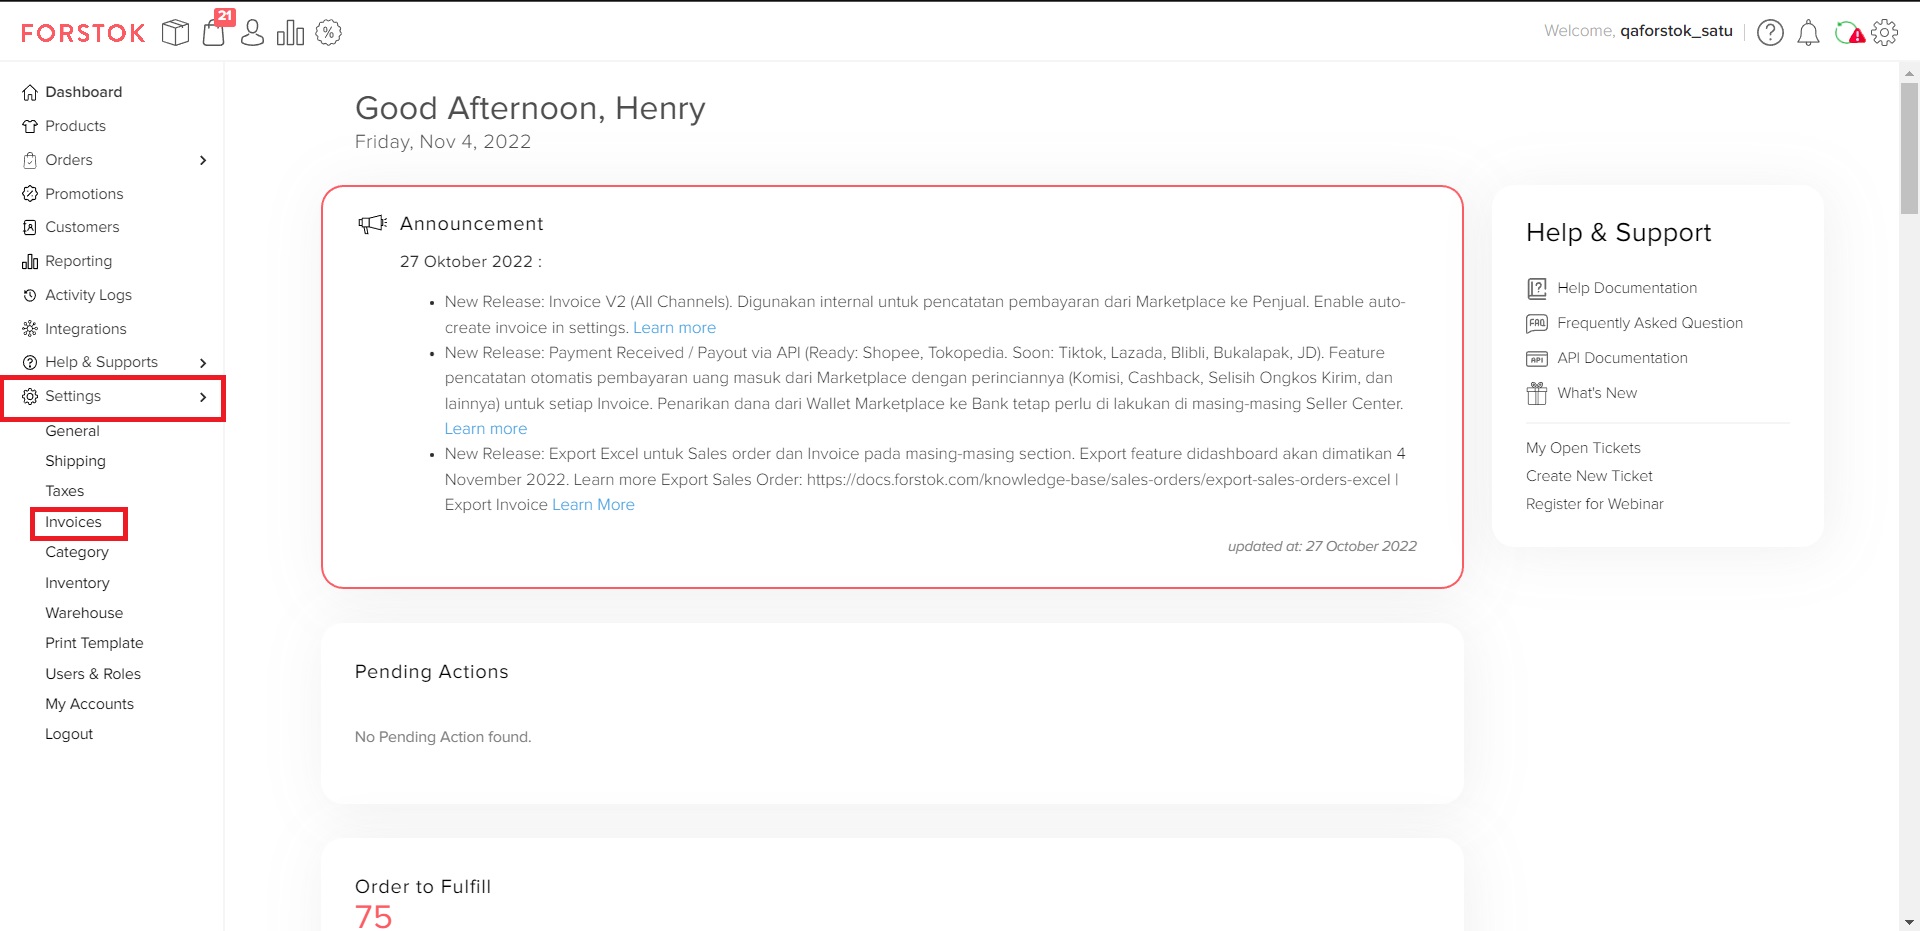 FORSTOK
21
Welcome, qaforstok_satu
Dashboard
Products
Orders
Promotions
Customers
Reporting
Activity Logs
Integrations
Help & Supports
Settings
General
Shipping
Taxes
Invoices
Category
Inventory
Warehouse
Print Template
Users & Roles
My Accounts
Logout
Good Afternoon, Henry
Friday, Nov 4, 2022
Announcement
27 Oktober 2022 :
• New Release: Invoice V2 (All Channels). Digunakan internal untuk pencatatan pembayaran dari Marketplace ke Penjual. Enable auto-
create invoice in settings. Learn more
• New Release: Payment Received / Payout via API (Ready: Shopee, Tokopedia. Soon: Tiktok, Lazada, Blibli, Bukalapak, JD). Feature
pencatatan otomatis pembayaran uang masuk dari Marketplace dengan perinciannya (Komisi, Cashback, Selisih Ongkos Kirim, dan
lainnya) untuk setiap Invoice. Penarikan dana dari Wallet Marketplace ke Bank tetap perlu di lakukan di masing-masing Seller Center.
Learn more
• New Release: Export Excel untuk Sales order dan Invoice pada masing-masing section. Export feature didashboard akan dimatikan 4
November 2022. Learn more Export Sales Order: https://docs.forstok.com/knowledge-base/sales-orders/export-sales-orders-excel |
Export Invoice Learn More
updated at: 27 October 2022
Pending Actions
No Pending Action found.
Order to Fulfill
75
Help & Support
Help Documentation
FAQ Frequently Asked Question
API API Documentation
What's New
My Open Tickets
Create New Ticket
Register for Webinar